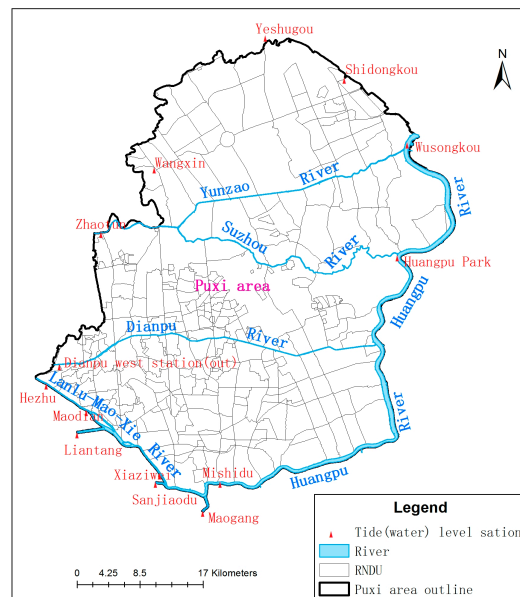 Yeshugou
N
Shidongkou
Wusongkou
Wangxin
Yunzao River
River
Suzhou River
Huangpu Park
Puxi area
Huangpu
Dianpu River
Dianpu west station(out)
Hezhu
Lanlu-Mao-Xie River
River
Maodian
Liantang
Xiaziwei
Mishidu
Huangpu
Sanjiaodu
Maogang
Legend
Tide(water) level sation
River
RNDU
Puxi area outline
0 4.25 8.5 17 Kilometers